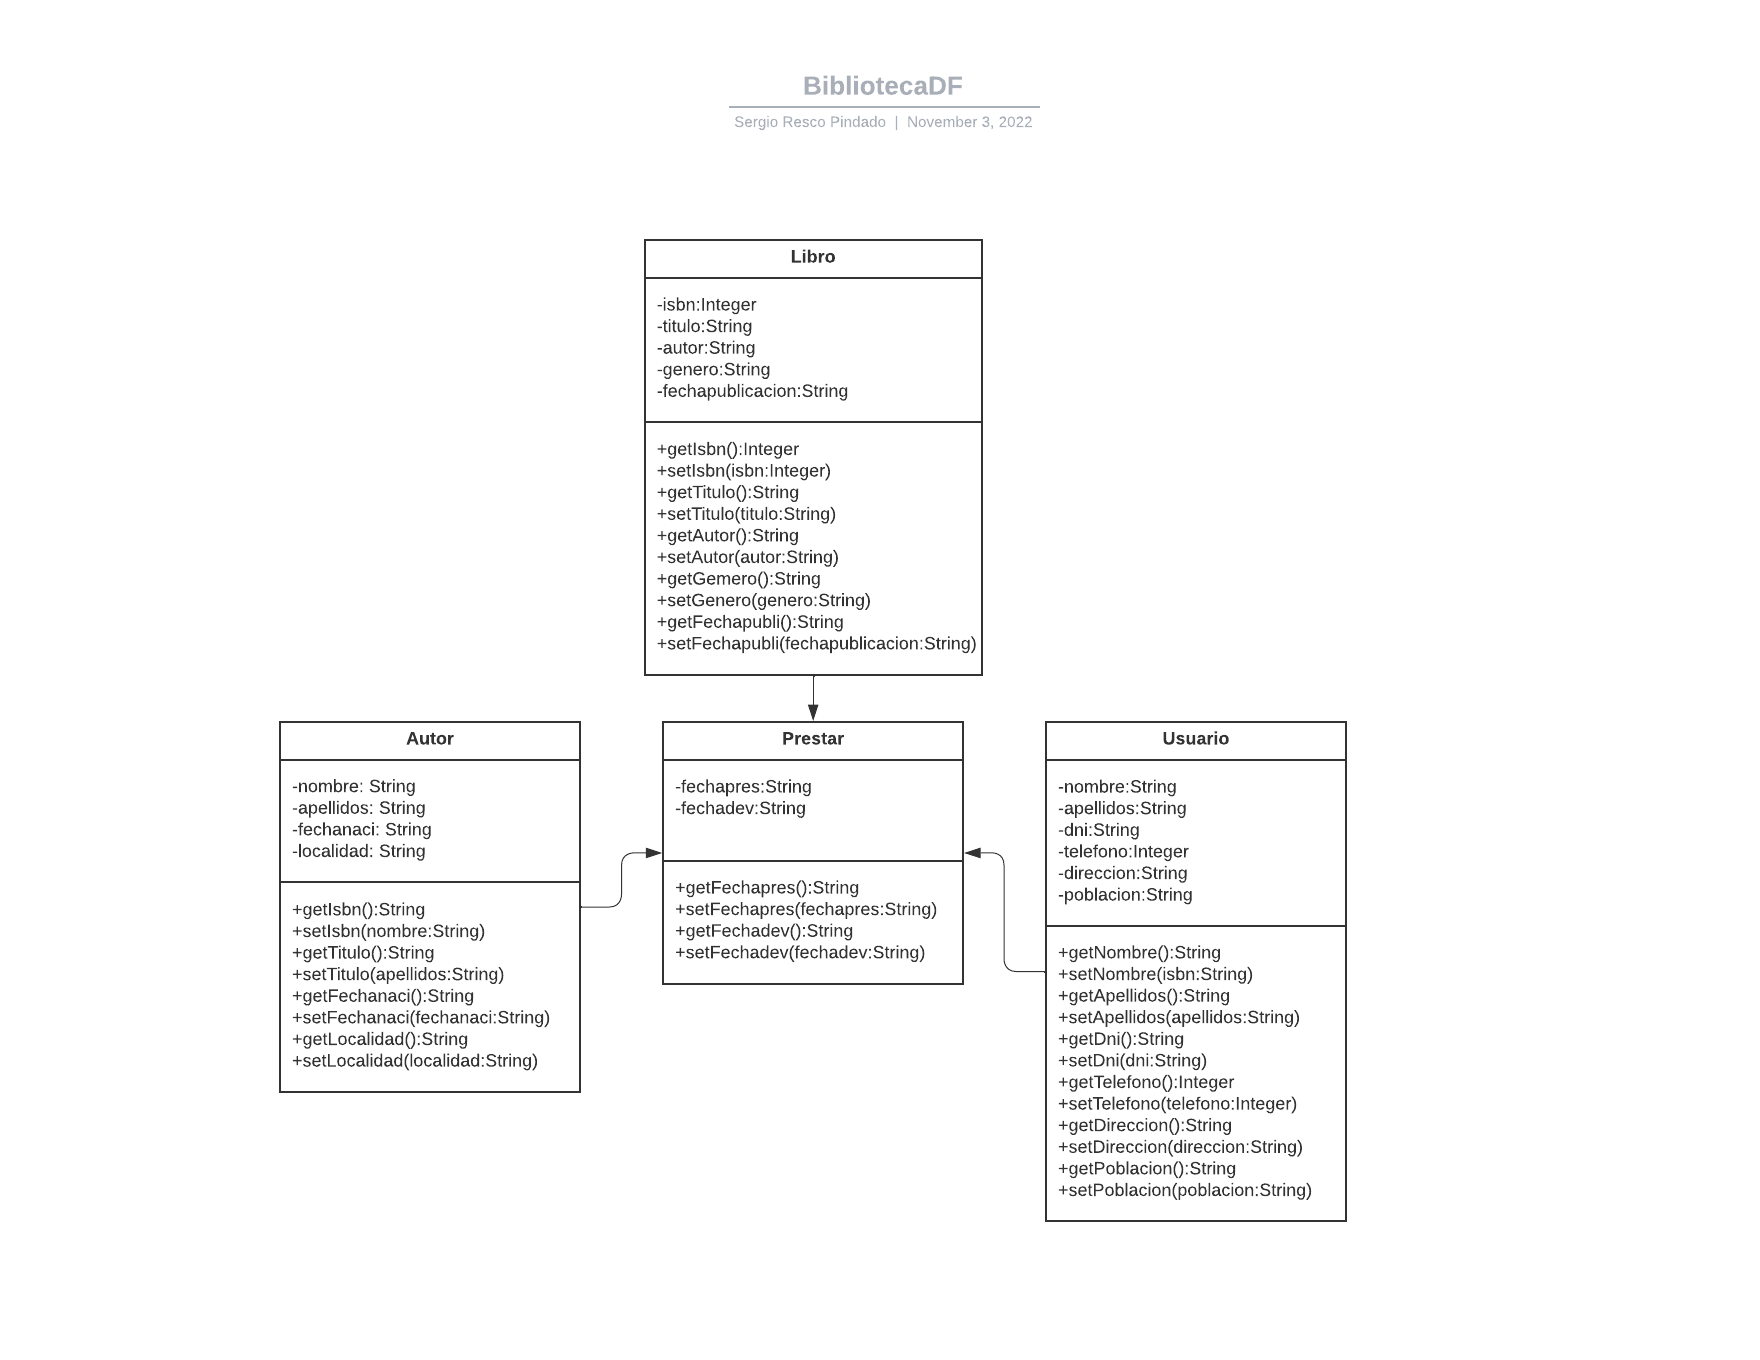 BibliotecaDF
Sergio Resco Pindado | November 3, 2022
Libro
-isbn:Integer
-titulo:String
-autor:String
-genero:String
-fechapublicacion:String
+getIsbn():Integer
+setIsbn(isbn:Integer)
+getTitulo():String
+setTitulo(titulo:String)
+getAutor():String
+setAutor(autor:String)
+getGemero():String
+setGenero(genero:String)
+getFechapubli():String
+setFechapubli(fechapublicacion:String)
Autor
-nombre: String
-apellidos: String
-fechanaci: String
-localidad: String
+getIsbn():String
+setIsbn(nombre:String)
+getTitulo():String
+setTitulo(apellidos:String)
+getFechanaci():String
+setFechanaci(fechanaci:String)
+getLocalidad():String
+setLocalidad(localidad:String)
Prestar
-fechapres:String
-fechadev:String
+getFechapres():String
+setFechapres(fechapres:String)
+getFechadev():String
+setFechadev(fechadev:String)
Usuario
-nombre:String
-apellidos:String
-dni:String
-telefono:Integer
-direccion:String
-poblacion:String
+getNombre():String
+setNombre(isbn:String)
+getApellidos():String
+setApellidos(apellidos:String)
+getDni():String
+setDni(dni:String)
+getTelefono():Integer
+setTelefono(telefono:Integer)
+getDireccion():String
+setDireccion(direccion:String)
+getPoblacion():String
+setPoblacion(poblacion:String)